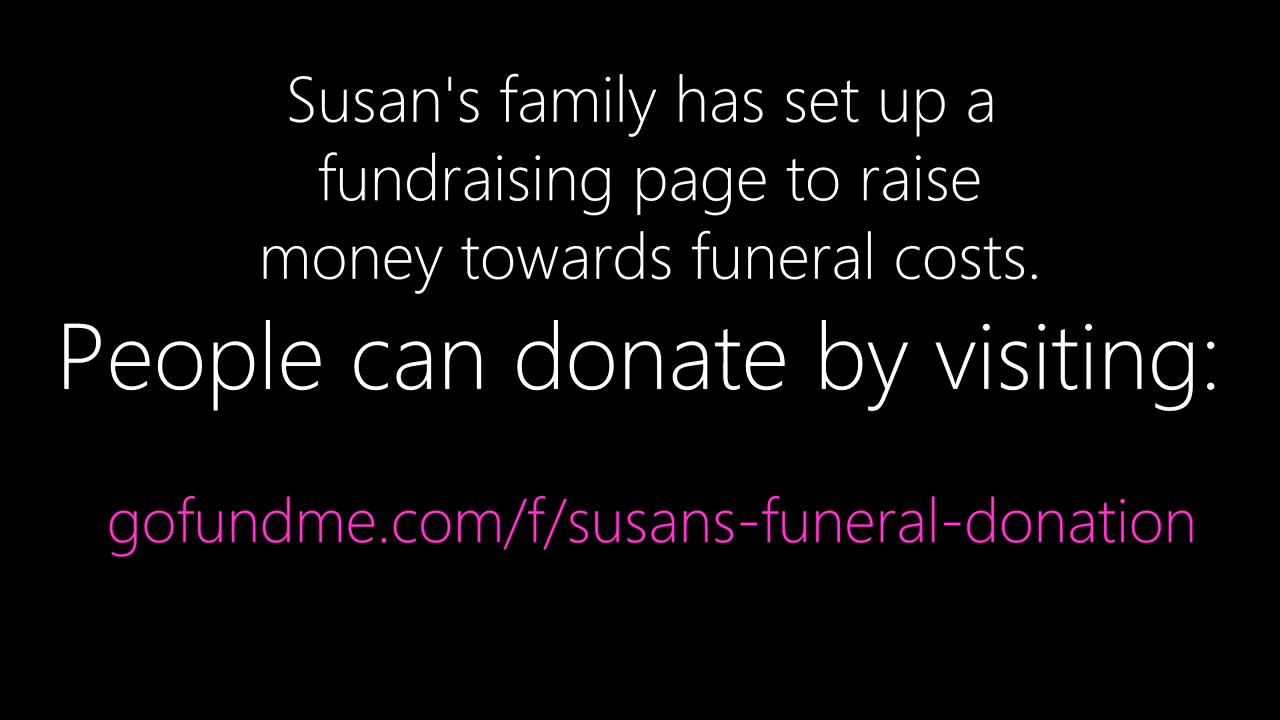 Susan's family has set up a
fundraising page to raise
money towards funeral costs.
People can donate by visiting:
gofundme.com/f/susans-funeral-donation